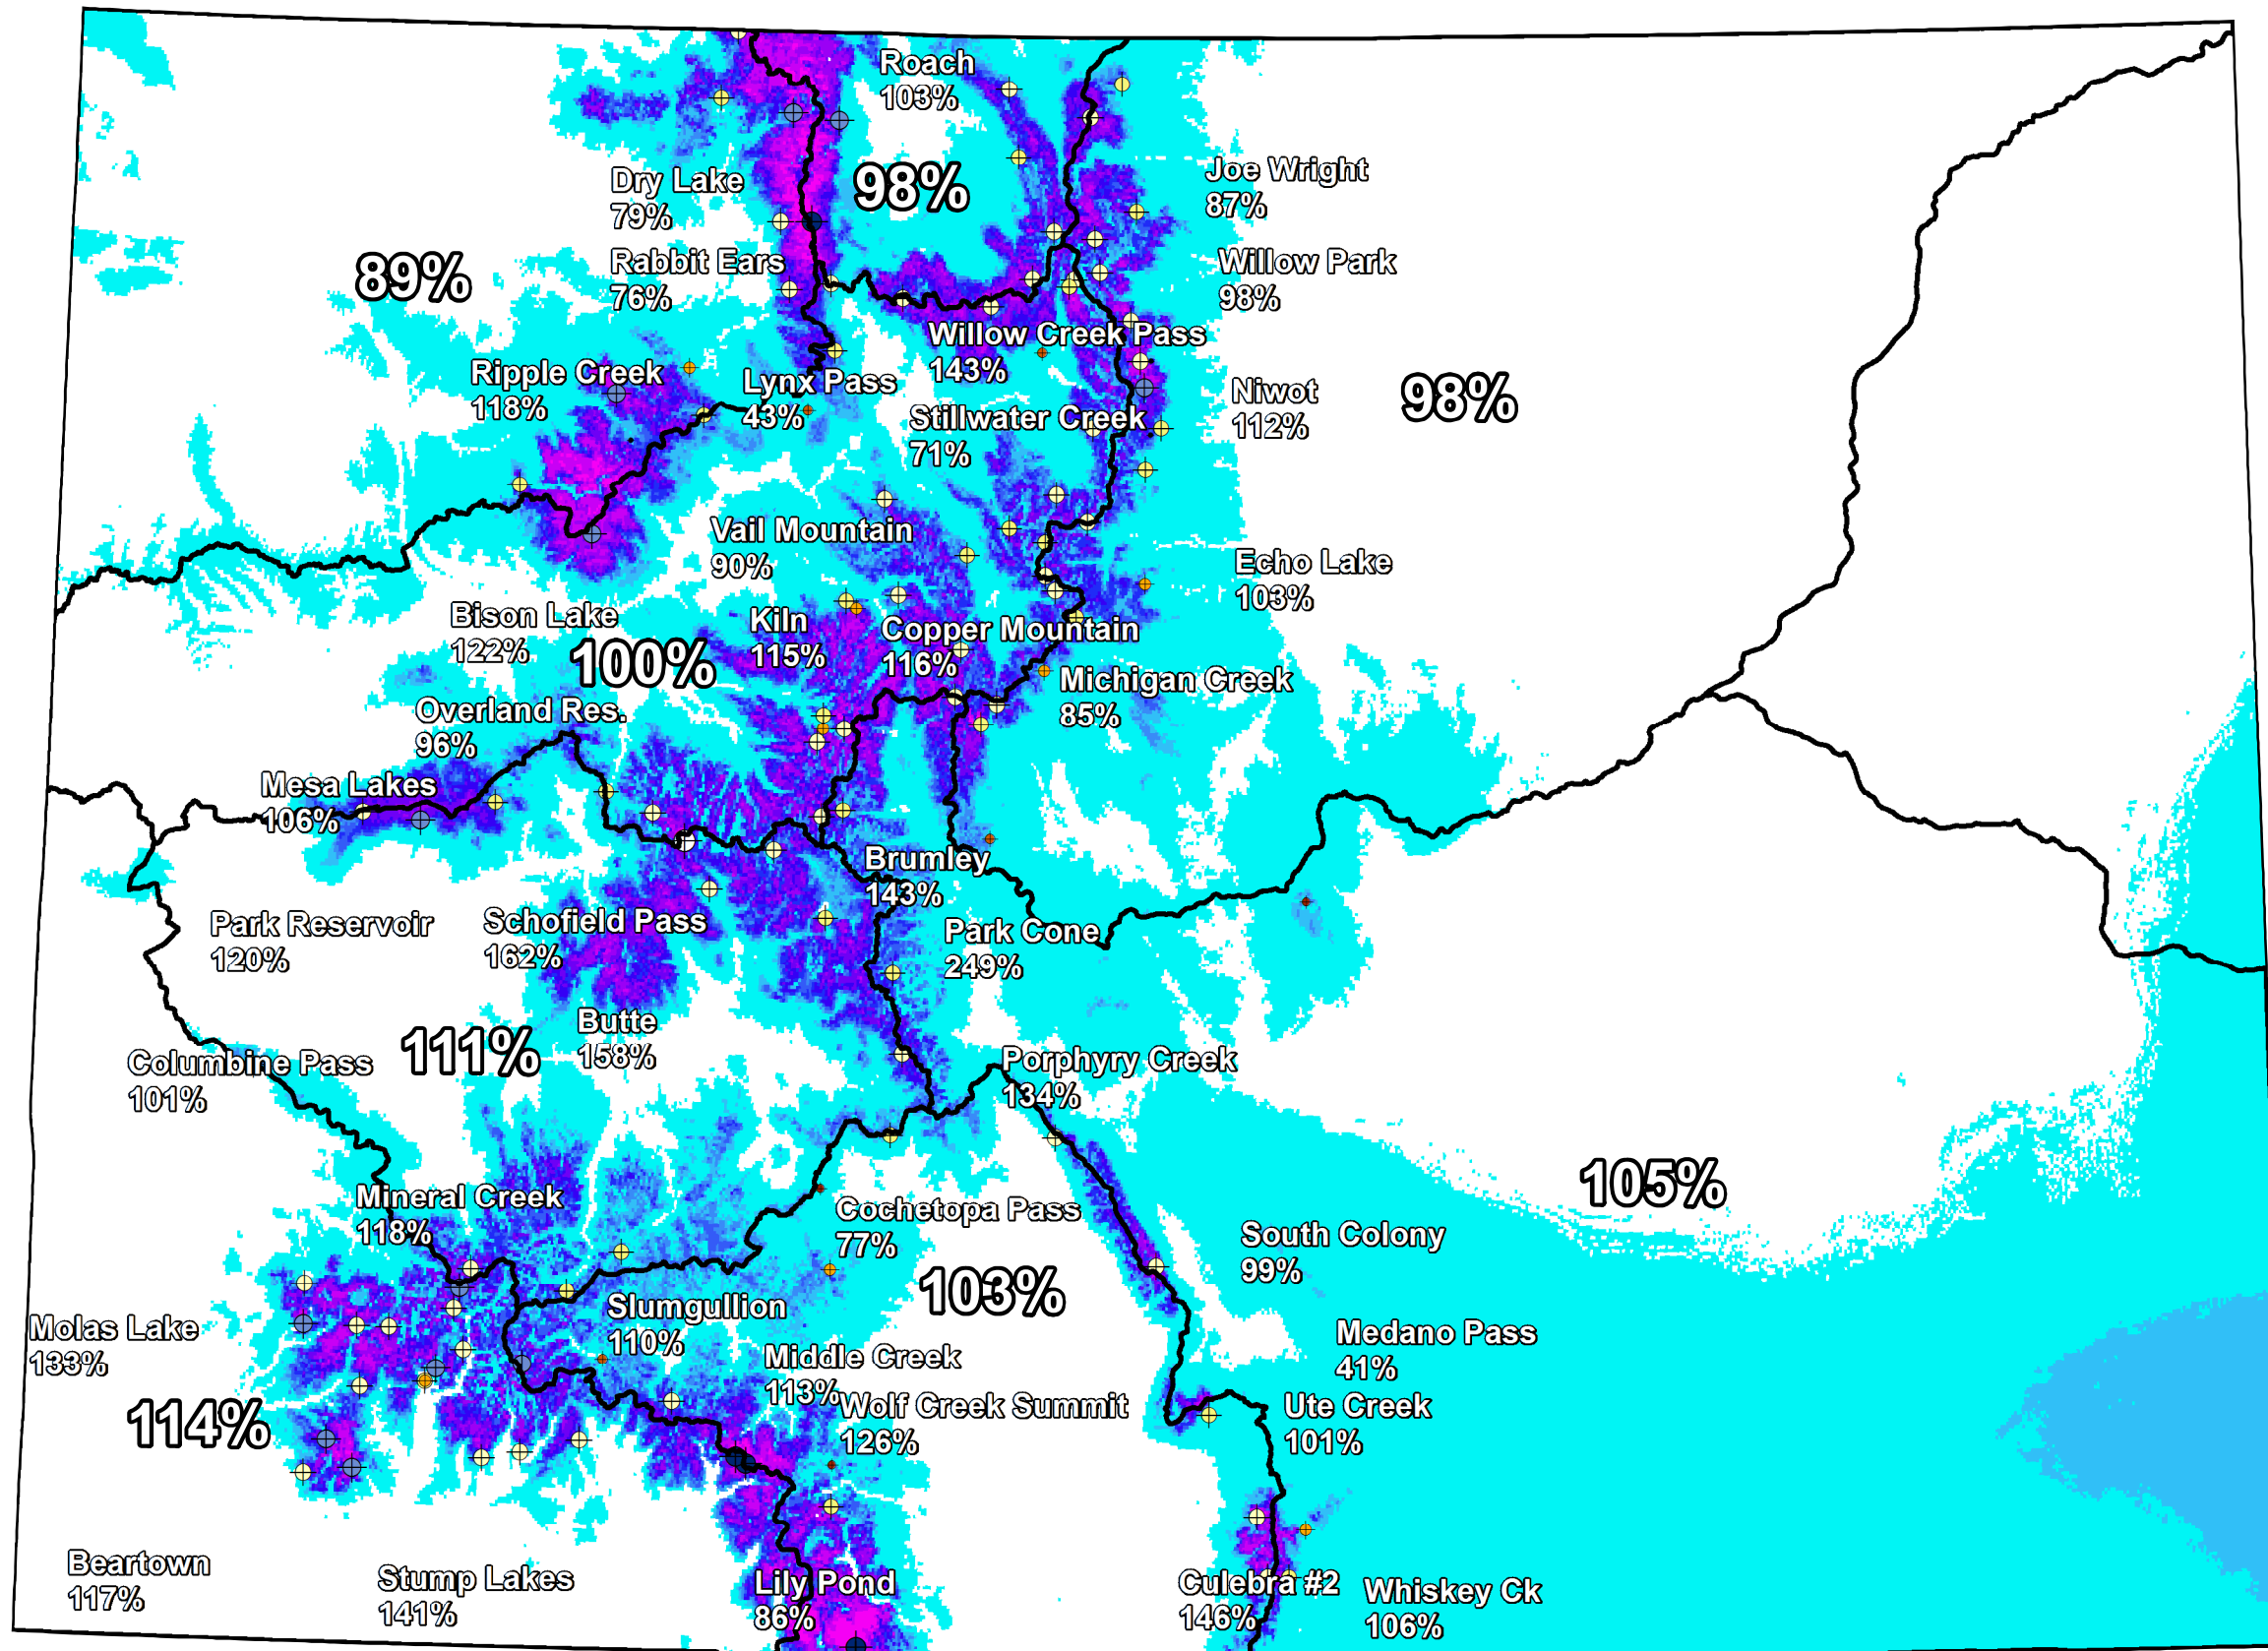 Roach
103%
Dry Lake
79%
98%
Joe Wright
87%
89%
Rabbit Ears
76%
Willow Park
98%
Willow Creek Pass
143%
Ripple Creek
118%
Lynx Pass
43%
Stillwater Creek
71%
Niwot
112%
98%
Vail Mountain
90%
Echo Lake
103%
Bison Lake
122%
100%
Kiln
115%
Copper Mountain
116%
Michigan Creek
85%
Overland Res.
96%
Mesa Lakes
106%
Brumley
143%
Park Reservoir
120%
Schofield Pass
162%
Park Cone
249%
Butte
158%
111%
Columbine Pass
101%
Porphyry Creek
134%
105%
Mineral Creek
118%
Cochetopa Pass
77%
South Colony
99%
103%
Slumgullion
110%
Molas Lake
133%
Medano Pass
41%
Middle Creek
113%
114%
Wolf Creek Summit
126%
Ute Creek
101%
Beartown
117%
Stump Lakes
141%
Lily Pond
86%
Culebra #2
146%
Whiskey Ck
106%